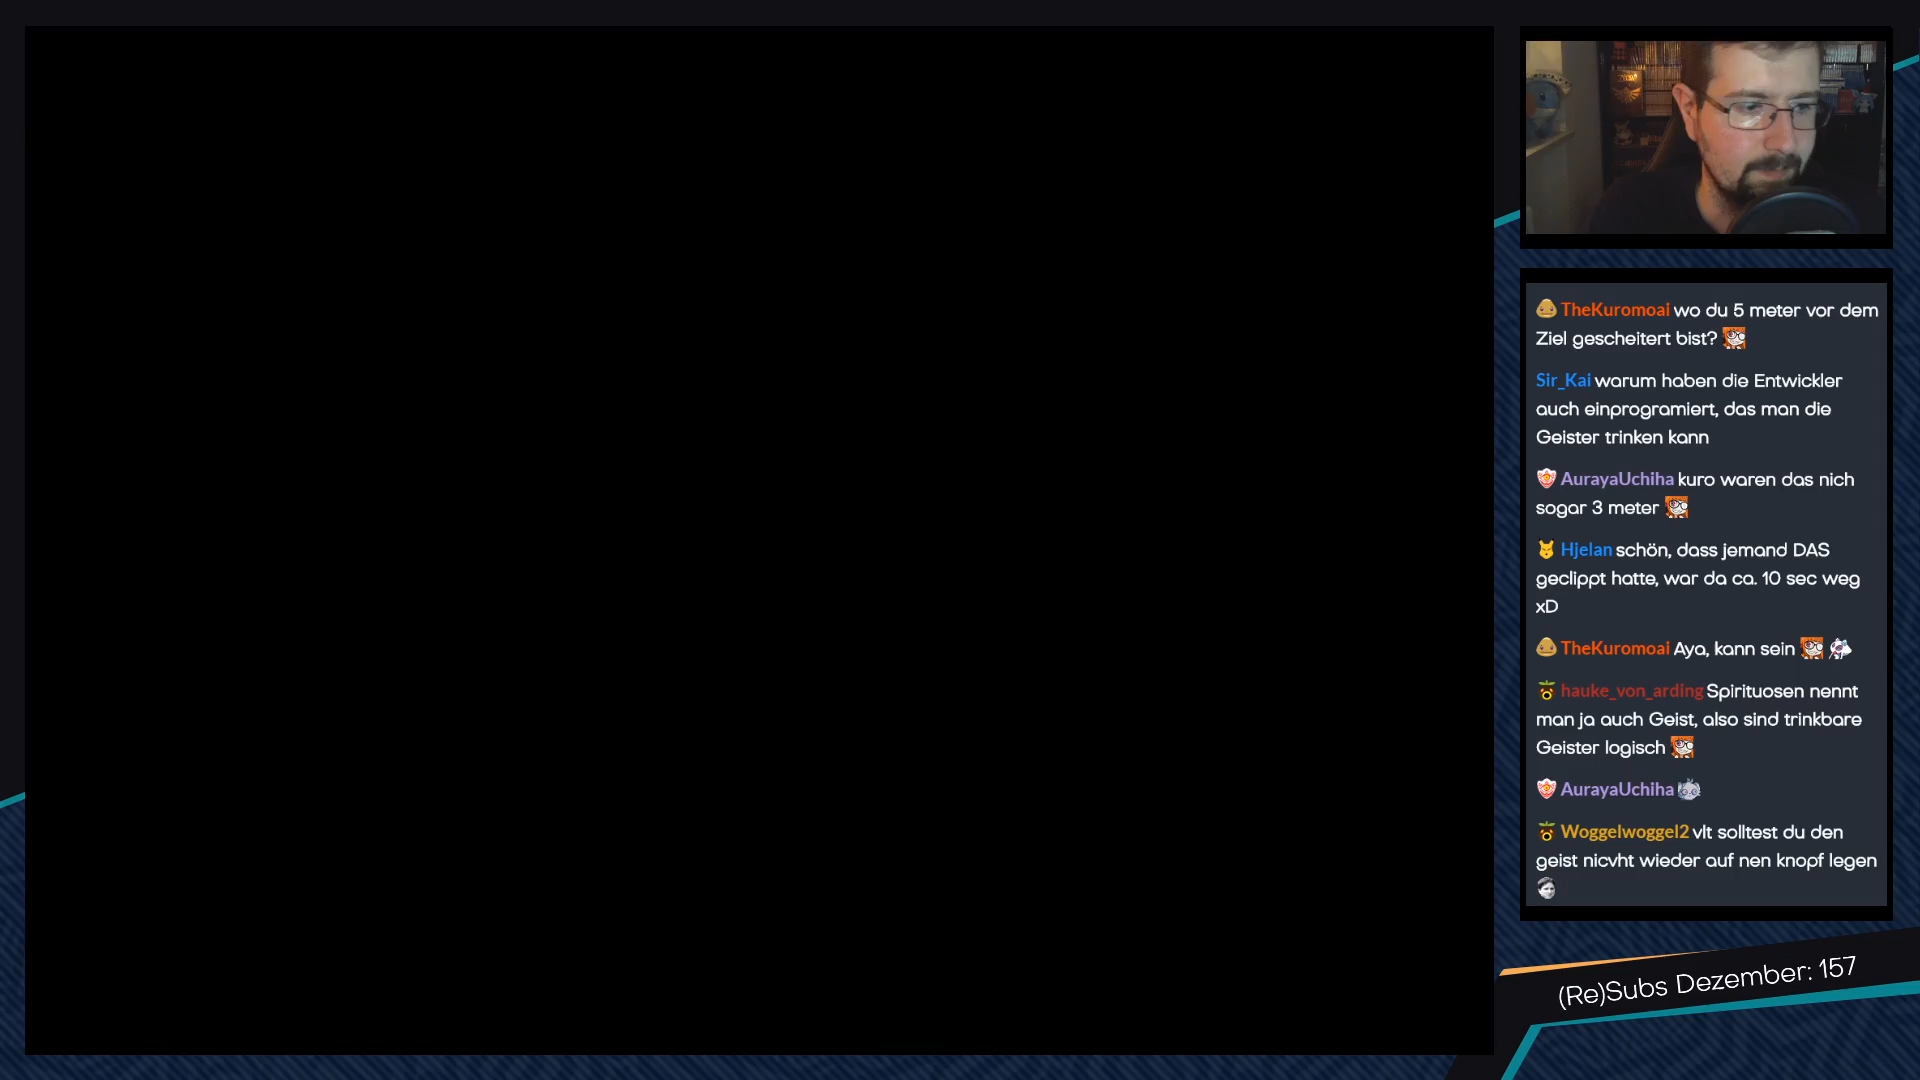 TheKuromoai wo du 5 meter vor dem
Ziel gescheitert bist?
Sir_Kai warum haben die Entwickler
auch einprogramiert, das man die
Geister trinken kann
AurayaUchiha kuro waren das nich
sogar 3 meter
Hjelan schön, dass jemand DAS
geclippt hatte, war da ca. 10 sec weg
xD
TheKuromoai Aya, kann sein
hauke_von_arding Spirituosen nennt
man ja auch Geist, also sind trinkbare
Geister logisch
AurayaUchiha
Woggelwoggel2 vlt solltest du den
geist nicvht wieder auf nen knopf legen
(Re)Subs Dezember: 157